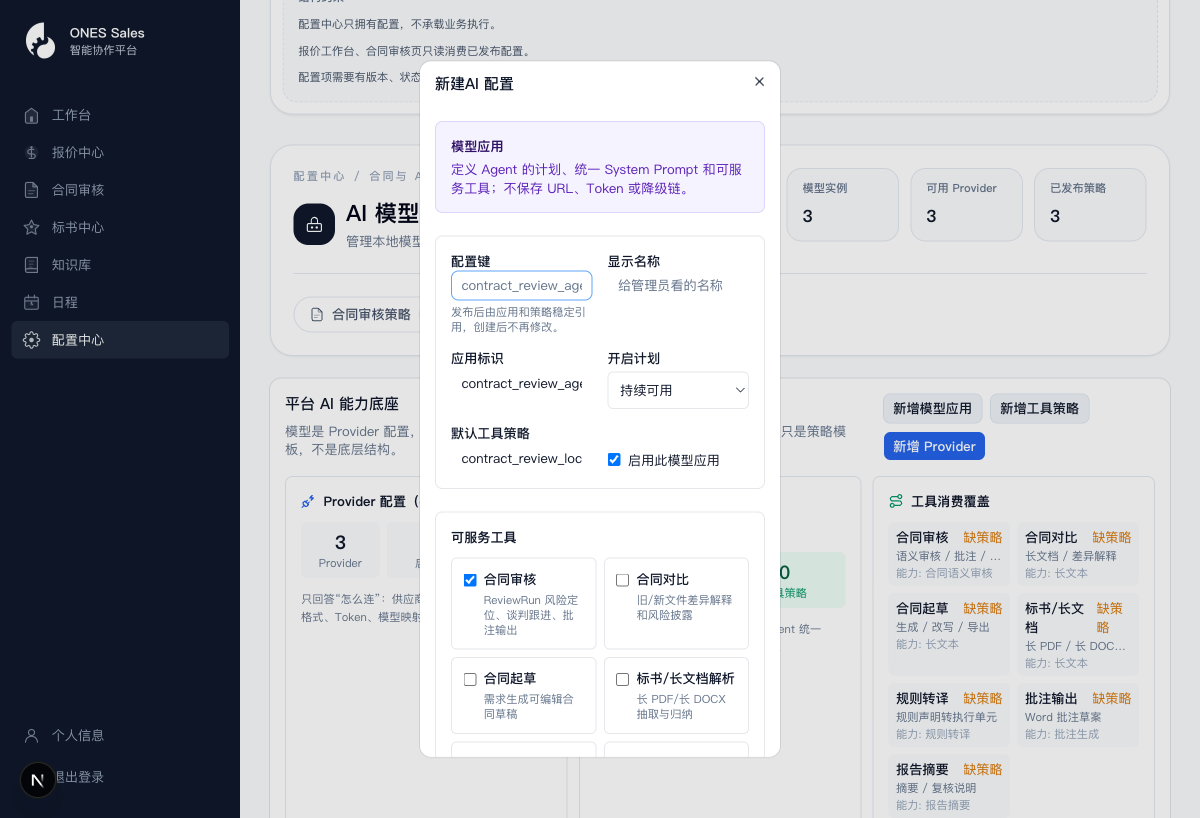 ONES Sales
智能协作平台
工作台
报价中心
合同审核
标书中心
知识库
日程
配置中心
个人信息
退出登录
N
配置中心只拥有配置，不承载业务执行。
报价工作台、合同审核页只读消费已发布配置。
配置项需要有版本、状态
配置中心 / 合同与 A
AI 模型
管理本地模型
合同审核策略
模型实例
3
可用 Provider
3
已发布策略
3
平台 AI 能力底座
模型是 Provider 配置，
只是策略模
板，不是底层结构。
新增模型应用
新增工具策略
新增 Provider
Provider 配置（
3
Provider
只回答“怎么连”：供应商
格式、Token、模型映射
0
策略
ent 统一
工具消费覆盖
合同审核 缺策略
语义审核 / 批注 / …
能力: 合同语义审核
合同对比 缺策略
长文档 / 差异解释
能力: 长文本
合同起草 缺策略
生成 / 改写 / 导出
能力: 长文本
标书/长文档 缺策略
长 PDF / 长 DOC…
能力: 长文本
规则转译 缺策略
规则声明转执行单元
能力: 规则转译
批注输出 缺策略
Word 批注草案
能力: 批注生成
报告摘要 缺策略
摘要 / 复核说明
能力: 报告摘要
新建AI 配置
模型应用
定义 Agent 的计划、统一 System Prompt 和可服
务工具；不保存 URL、Token 或降级链。
配置键
contract_review_age
发布后由应用和策略稳定引
用，创建后不再修改。
显示名称
给管理员看的名称
应用标识
contract_review_age
开启计划
持续可用
默认工具策略
contract_review_loc
启用此模型应用
可服务工具
合同审核
ReviewRun 风险定
位、谈判跟进、批
注输出
合同对比
旧/新文件差异解释
和风险披露
合同起草
需求生成可编辑合
同草稿
标书/长文档解析
长 PDF/长 DOCX
抽取与归纳